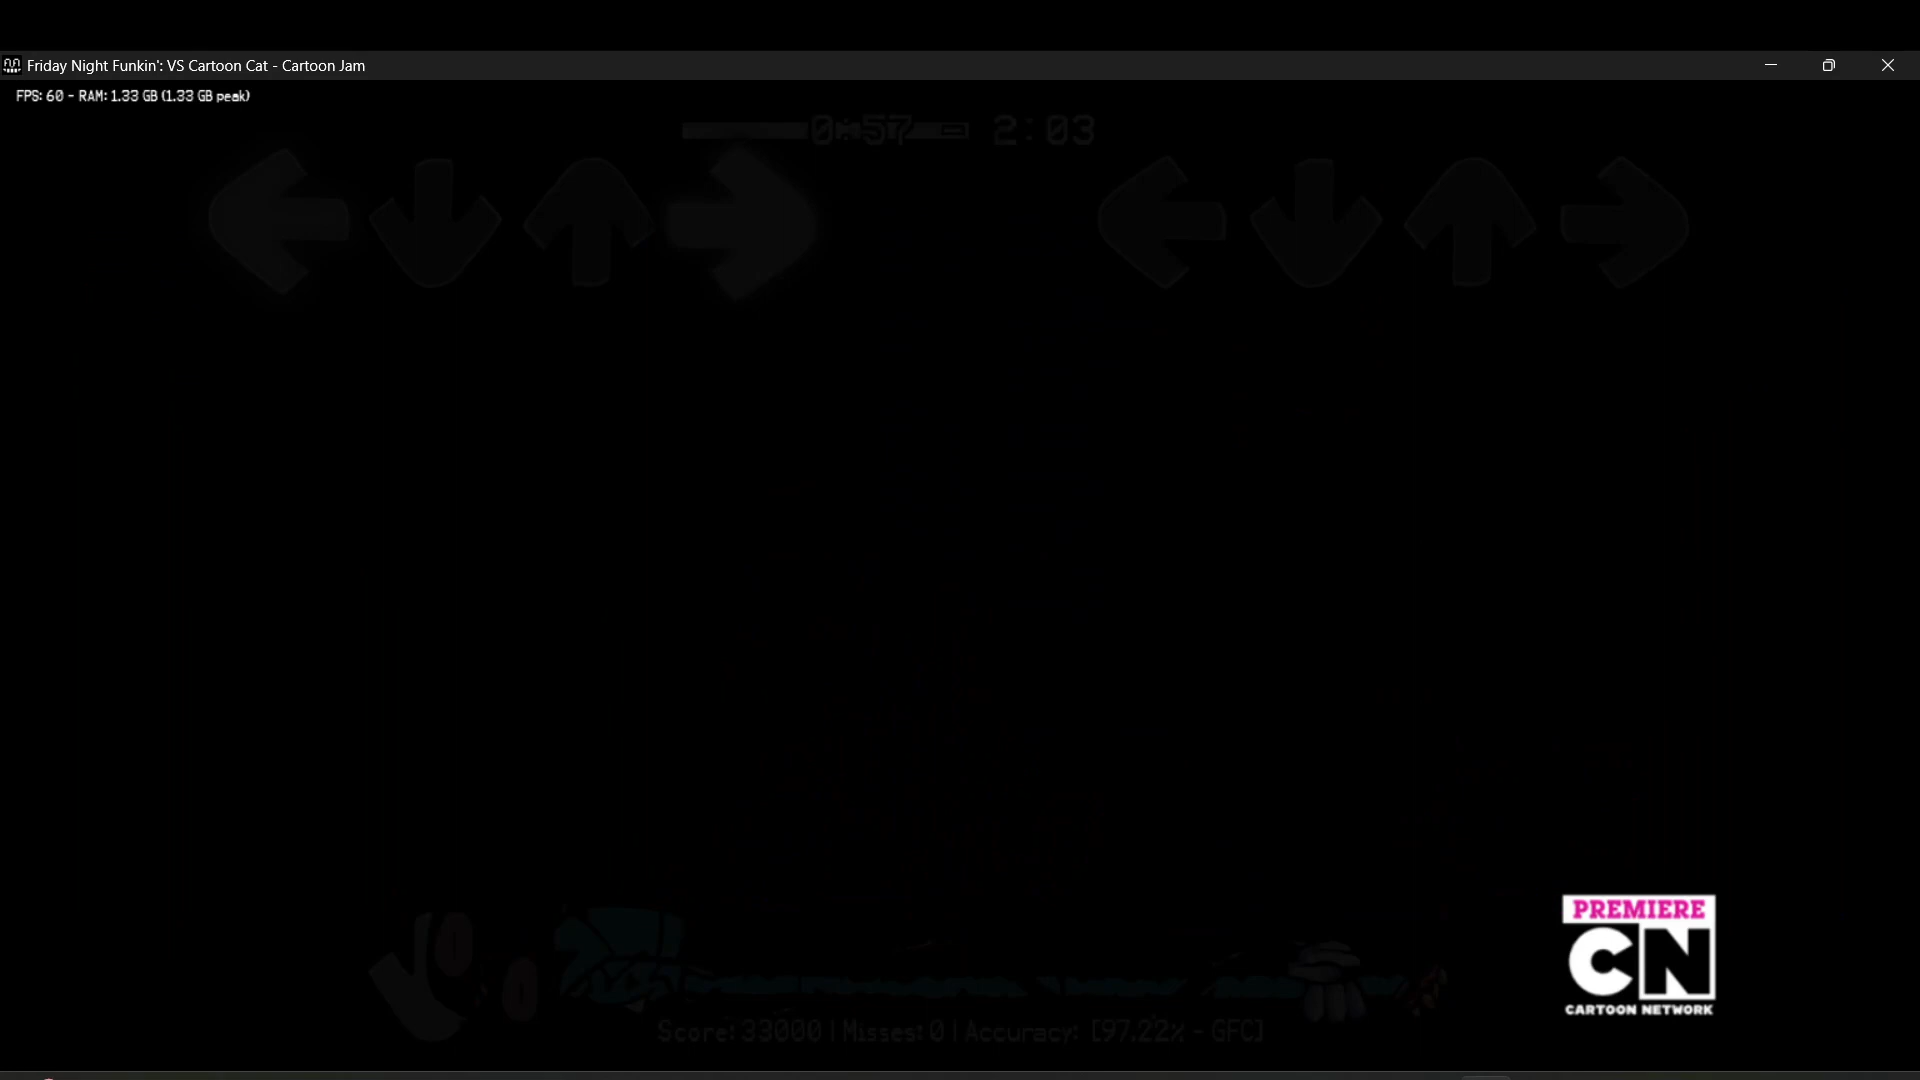 Friday Night Funkin': VS Cartoon Cat - Cartoon Jam
FPS: 60 - RAM: 1.33 GB (1.33 GB peak)
0:57 2:03
PREMIERE
CN
CARTOON NETWORK
Score: 33000 | Misses: 0 | Accuracy: [97.22% - GFC]